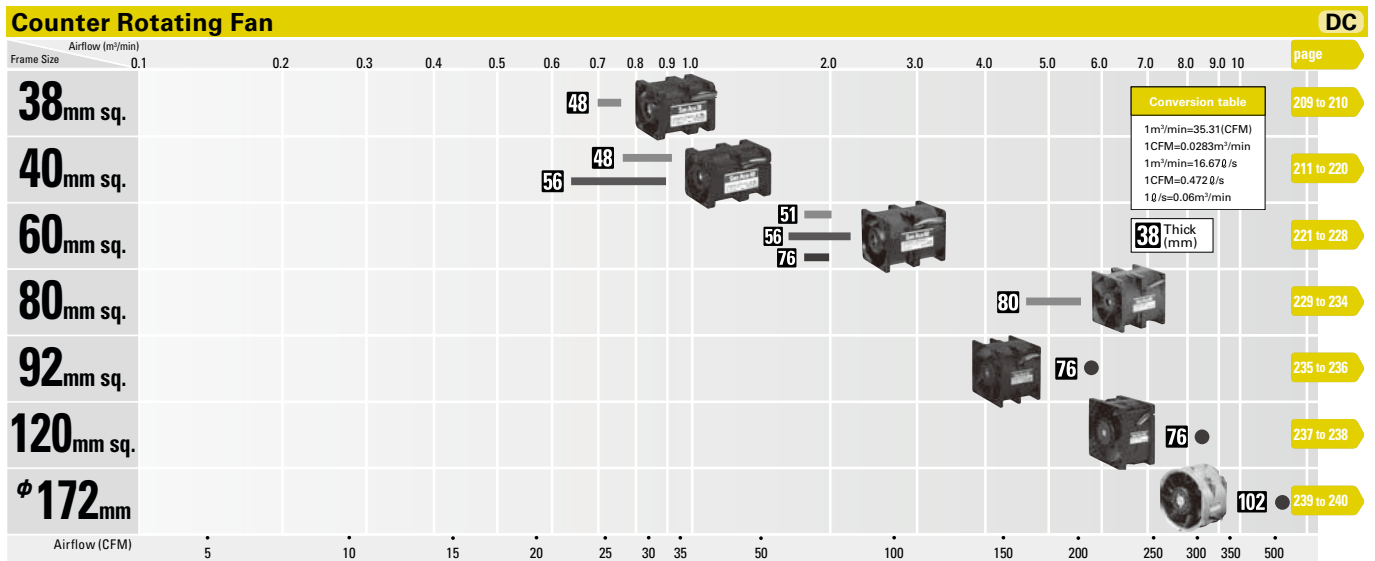 Counter Rotating Fan
DC
Airflow (m³/min)
Frame Size
0.1 0.2 0.3 0.4 0.5 0.6 0.7 0.8 0.9 1.0 2.0 3.0 4.0 5.0 6.0 7.0 8.0 9.0 10
page
38mm sq.
48
209 to 210
Conversion table
1m³/min=35.31(CFM)
1CFM=0.0283m³/min
1m³/min=16.67ℓ/s
1CFM=0.472ℓ/s
1ℓ/s=0.06m³/min
40mm sq.
48
56
211 to 220
60mm sq.
51
56
76
38 Thick
(mm)
221 to 228
80mm sq.
80
229 to 234
92mm sq.
76
235 to 236
120mm sq.
76
237 to 238
φ172mm
102
239 to 240
Airflow (CFM)
5 10 15 20 25 30 35 50 100 150 200 250 300 350 500